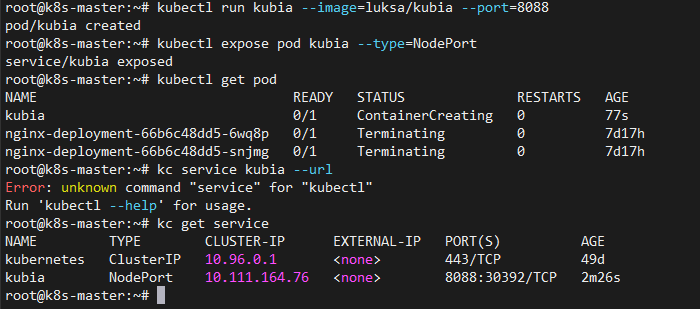 root@k8s-master:~# kubectl run kubia --image=luksa/kubia --port=8088
pod/kubia created
root@k8s-master:~# kubectl expose pod kubia --type=NodePort
service/kubia exposed
root@k8s-master:~# kubectl get pod
NAME READY STATUS RESTARTS AGE
kubia 0/1 ContainerCreating 0 77s
nginx-deployment-66b6c48dd5-6wq8p 0/1 Terminating 0 7d17h
nginx-deployment-66b6c48dd5-snjmg 0/1 Terminating 0 7d17h
root@k8s-master:~# kc service kubia --url
Error: unknown command "service" for "kubectl"
Run 'kubectl --help' for usage.
root@k8s-master:~# kc get service
NAME TYPE CLUSTER-IP EXTERNAL-IP PORT(S) AGE
kubernetes ClusterIP 10.96.0.1 <none> 443/TCP 49d
kubia NodePort 10.111.164.76 <none> 8088:30392/TCP 2m26s
root@k8s-master:~#